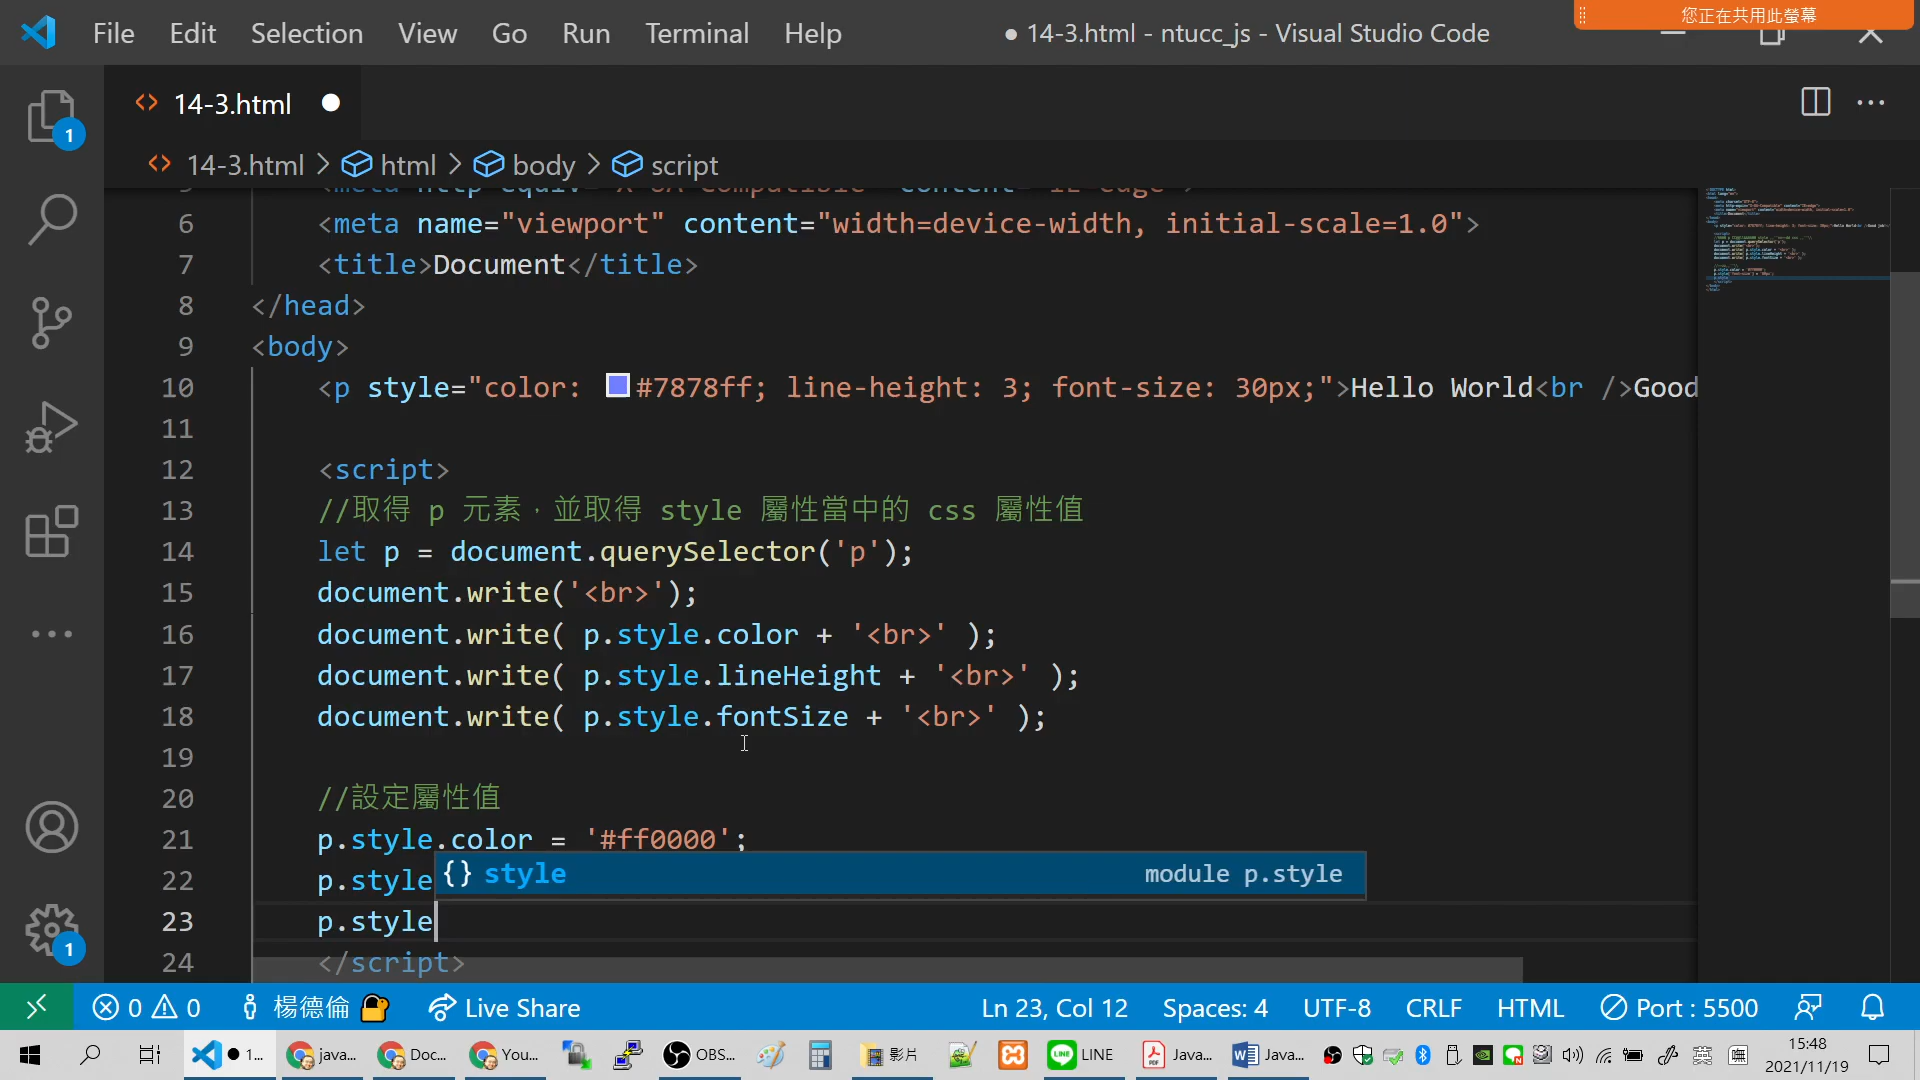 File Edit Selection View Go Run Terminal Help
● 14-3.html - ntucc_js - Visual Studio Code
您正在共用此螢幕
14-3.html
14-3.html > html > body > script
6 <meta name="viewport" content="width=device-width, initial-scale=1.0">
7 <title>Document</title>
8 </head>
9 <body>
10 <p style="color: #7878ff; line-height: 3; font-size: 30px;">Hello World<br />Good
11
12 <script>
13 //取得 p 元素，並取得 style 屬性當中的 css 屬性值
14 let p = document.querySelector('p');
15 document.write('<br>');
16 document.write( p.style.color + '<br>' );
17 document.write( p.style.lineHeight + '<br>' );
18 document.write( p.style.fontSize + '<br>' );
19
20 //設定屬性值
21 p.style.color = '#ff0000';
22 p.style
{} style module p.style
23 p.style
24 </script>
1
1
0 0 楊德倫 Live Share
Ln 23, Col 12 Spaces: 4 UTF-8 CRLF HTML Port : 5500
● 1... java... Doc... You... OBS... 影片 LINE Java... Java... 英
15:48
2021/11/19